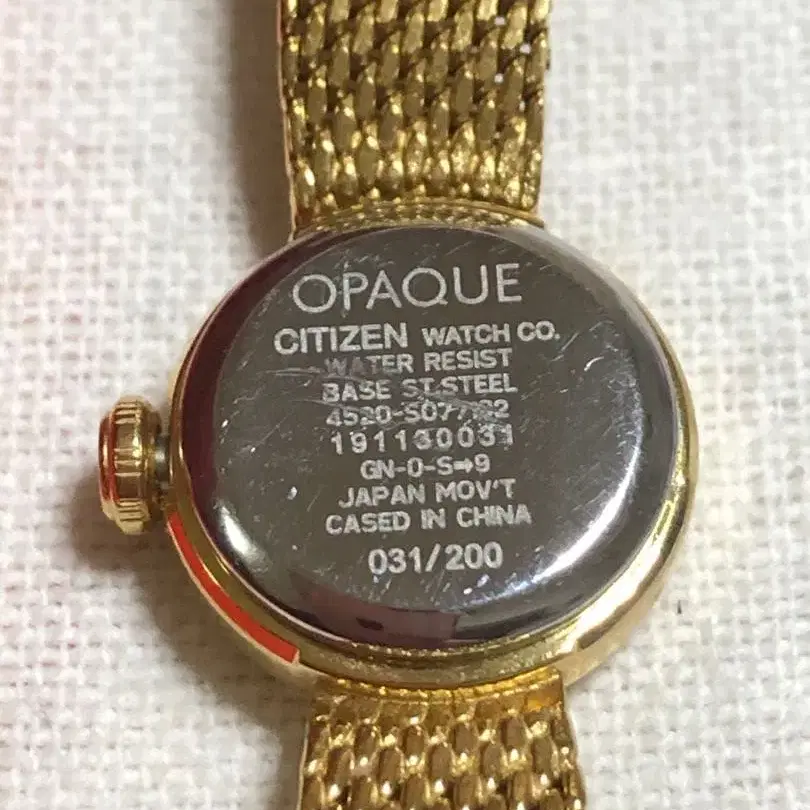 OPAQUE
CITIZEN WATCH CO.
WATER RESIST
BASE ST.STEEL
191130031
GN-0-S➞9
JAPAN MOV'T
CASED IN CHINA
031/200